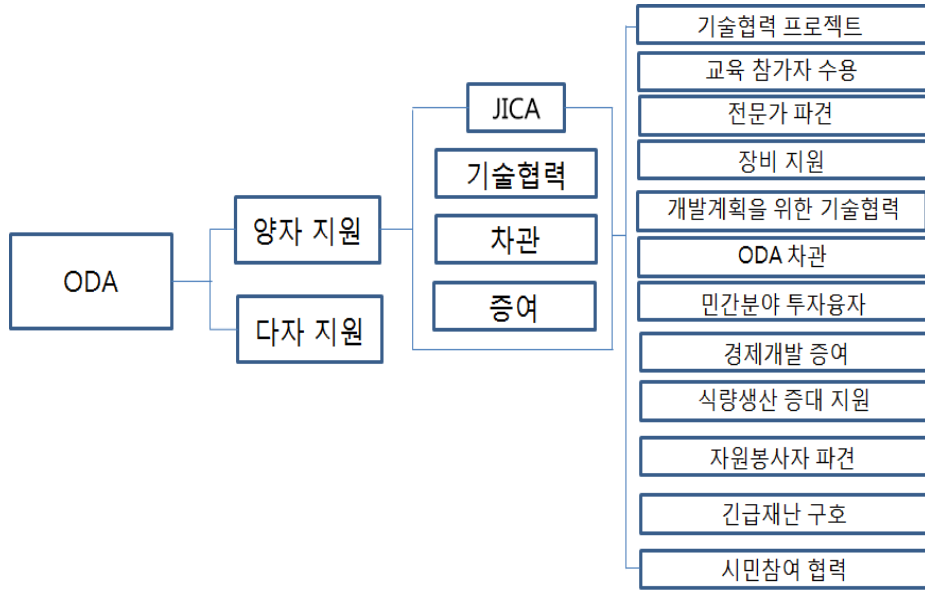 ODA
양자 지원
다자 지원
JICA
기술협력
차관
증여
기술협력 프로젝트
교육 참가자 수용
전문가 파견
장비 지원
개발계획을 위한 기술협력
ODA 차관
민간분야 투자융자
경제개발 증여
식량생산 증대 지원
자원봉사자 파견
긴급재난 구호
시민참여 협력